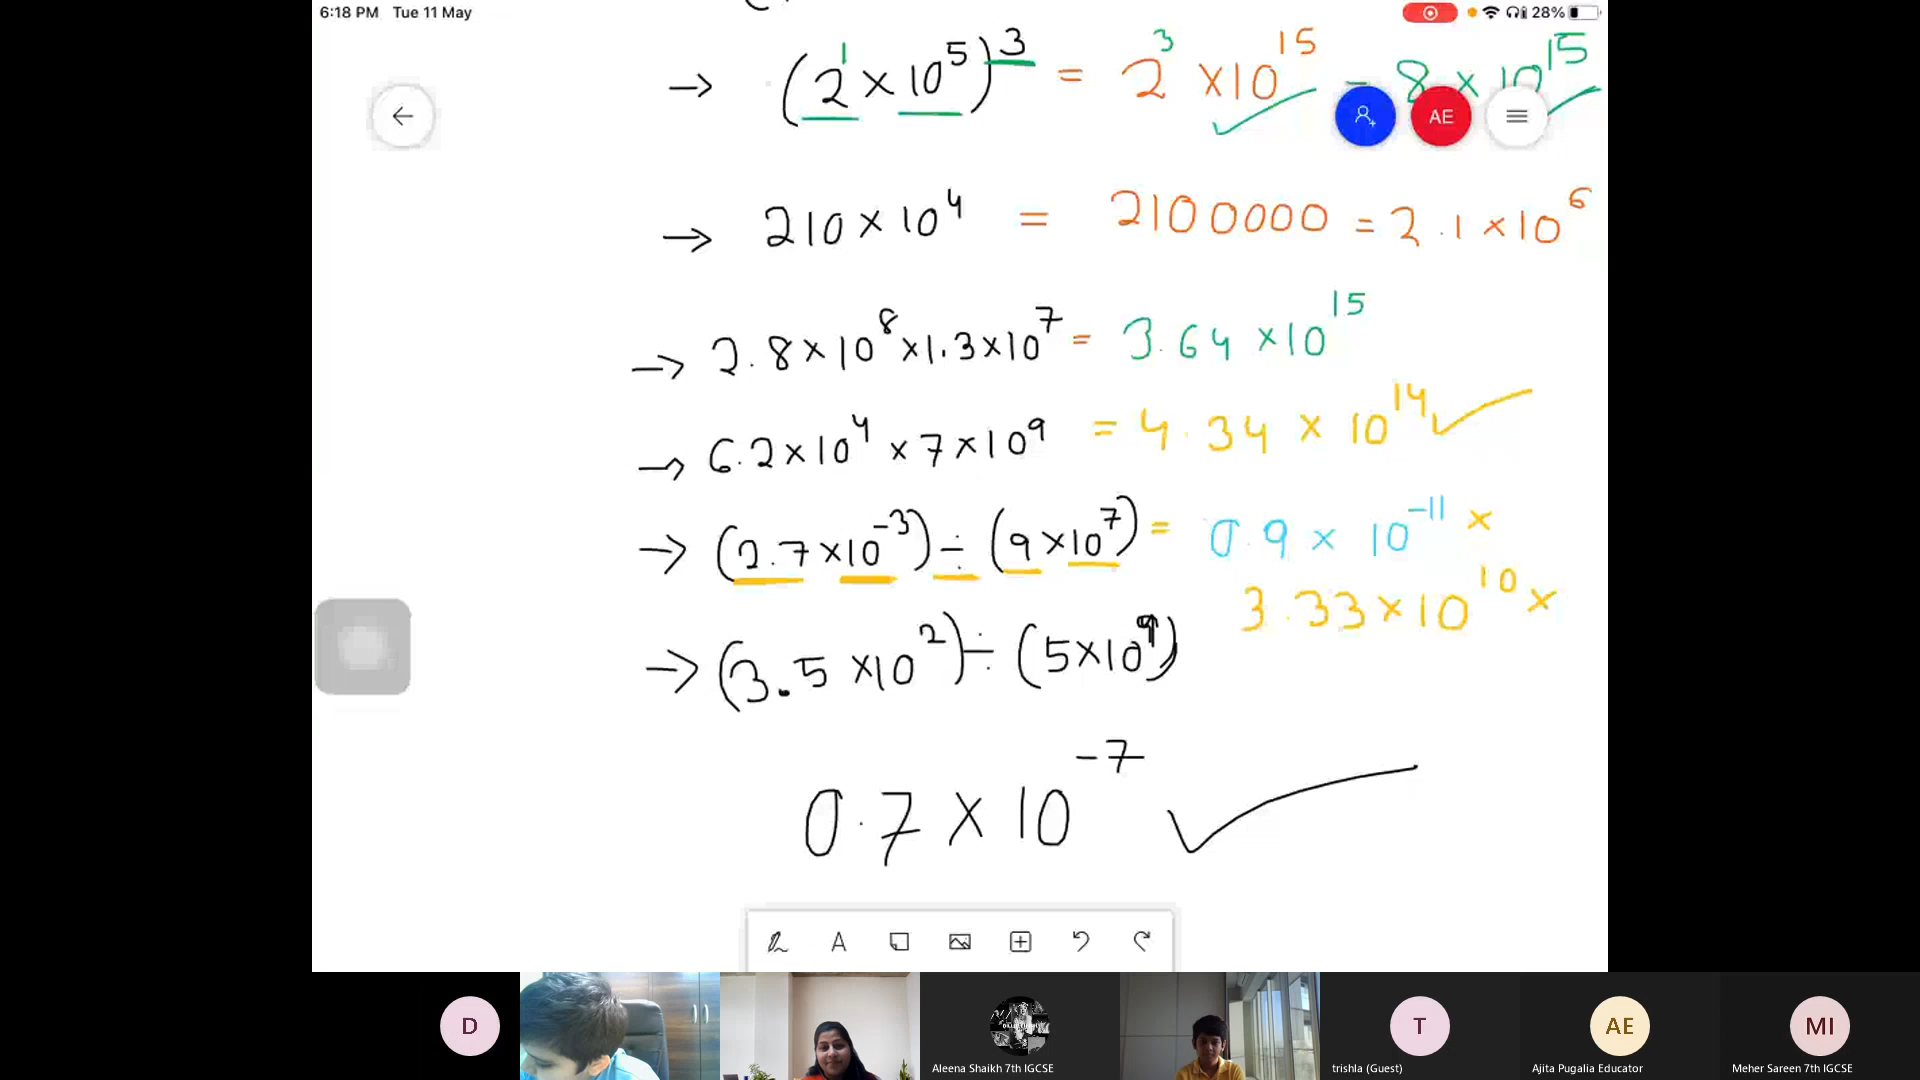 6:18 PM Tue 11 May 28%
→ (2¹ × 10⁵)³ = 2³ ×10¹⁵ = 8 × 10¹⁵ ✓
AE
→ 210 × 10⁴ = 2100000 = 2.1 × 10⁶
→ 2.8 × 10⁸ × 1.3 × 10⁷ = 3.64 × 10¹⁵
→ 6.2 × 10⁴ × 7 × 10⁹ = 4.34 × 10¹⁴ ✓
→ (2.7 × 10⁻³) ÷ (9 × 10⁷) = 0.9 × 10⁻¹¹ ×
3.33 × 10¹⁰ ×
→ (3.5 × 10²) ÷ (5 × 10⁹)
0.7 × 10⁻⁷ ✓
A
D
T
AE
MI
Aleena Shaikh 7th IGCSE
trishla (Guest)
Ajita Pugalia Educator
Meher Sareen 7th IGCSE